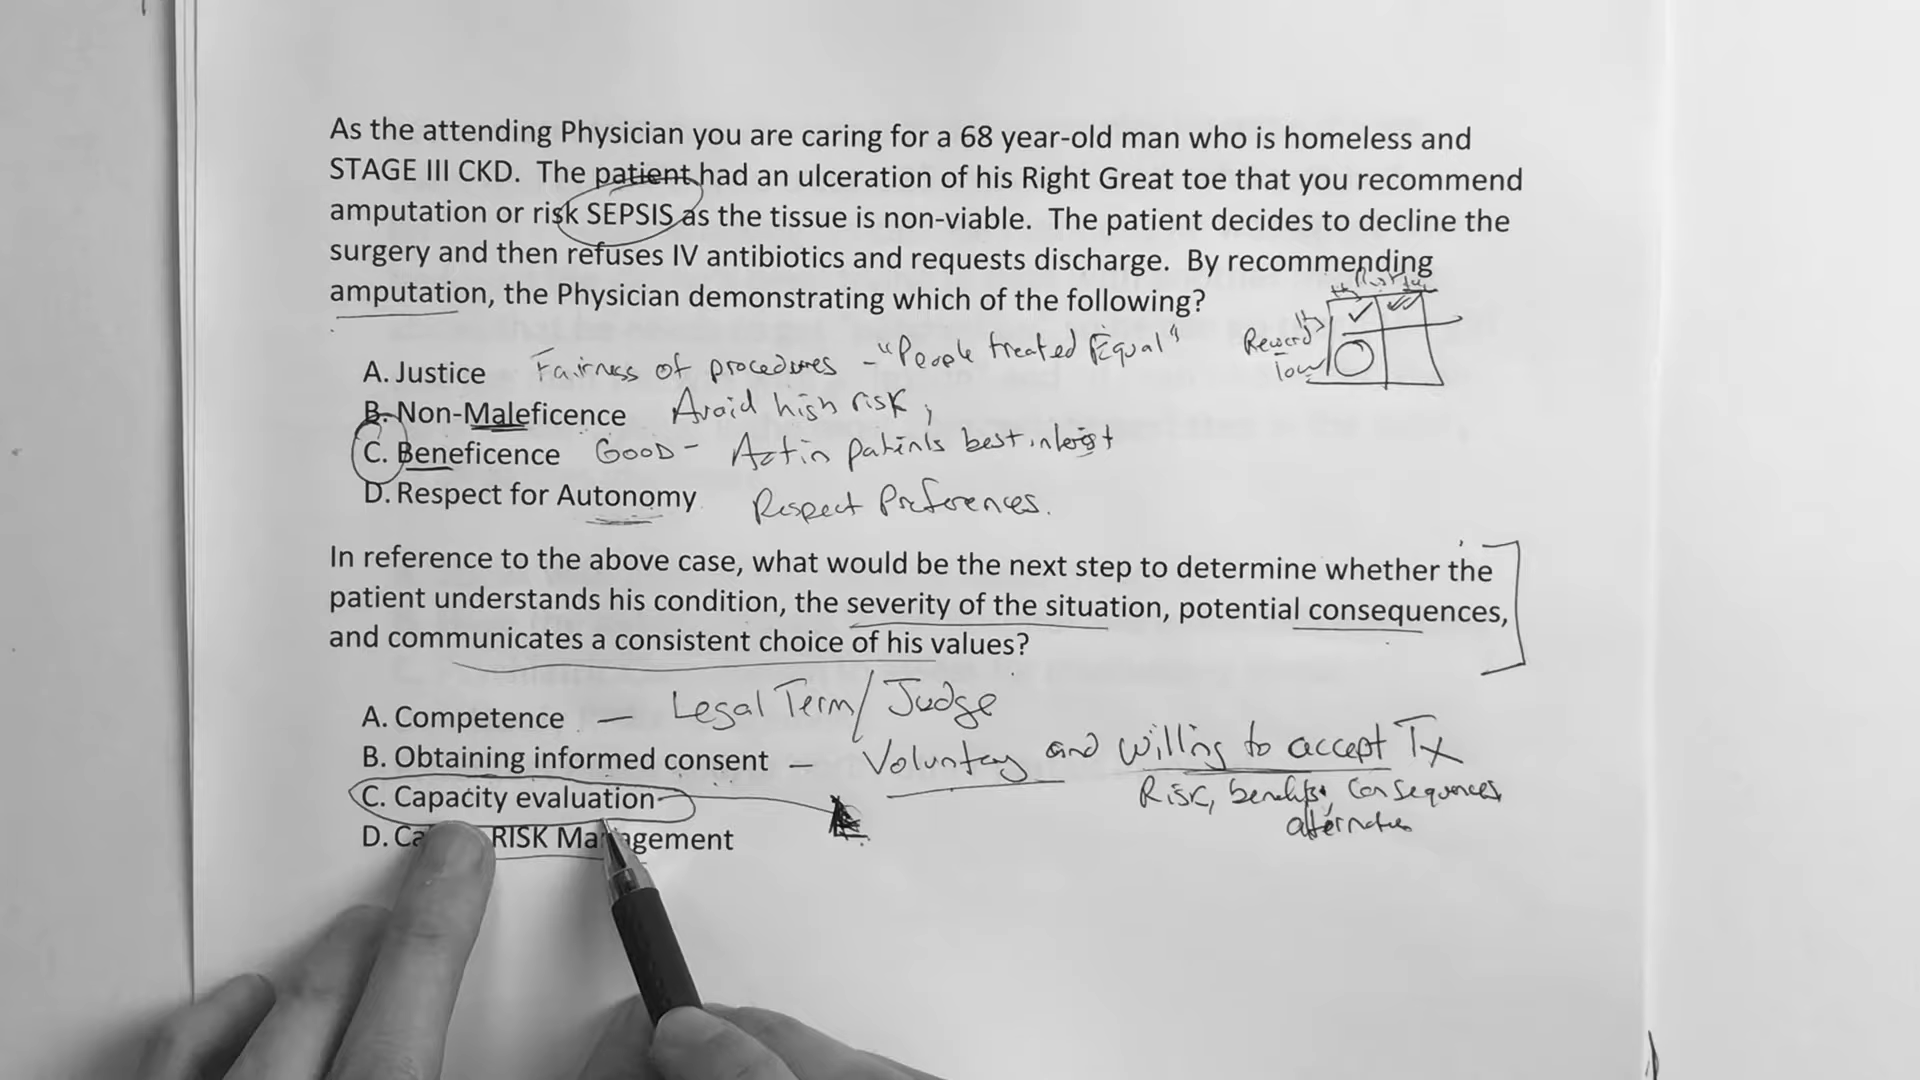 As the attending Physician you are caring for a 68 year-old man who is homeless and
STAGE III CKD. The patient had an ulceration of his Right Great toe that you recommend
amputation or risk SEPSIS as the tissue is non-viable. The patient decides to decline the
surgery and then refuses IV antibiotics and requests discharge. By recommending
amputation, the Physician demonstrating which of the following?
Reward
low
A. Justice Fairness of procedures - "People treated Equal"
B. Non-Maleficence Avoid high risk,
C. Beneficence GOOD - Act in patients best interest
D. Respect for Autonomy Respect Preferences.
In reference to the above case, what would be the next step to determine whether the
patient understands his condition, the severity of the situation, potential consequences,
and communicates a consistent choice of his values?
A. Competence — Legal Term/Judge
B. Obtaining informed consent — Voluntary and willing to accept Tx
Risk, benefits, Consequences
C. Capacity evaluation
D. RISK Management